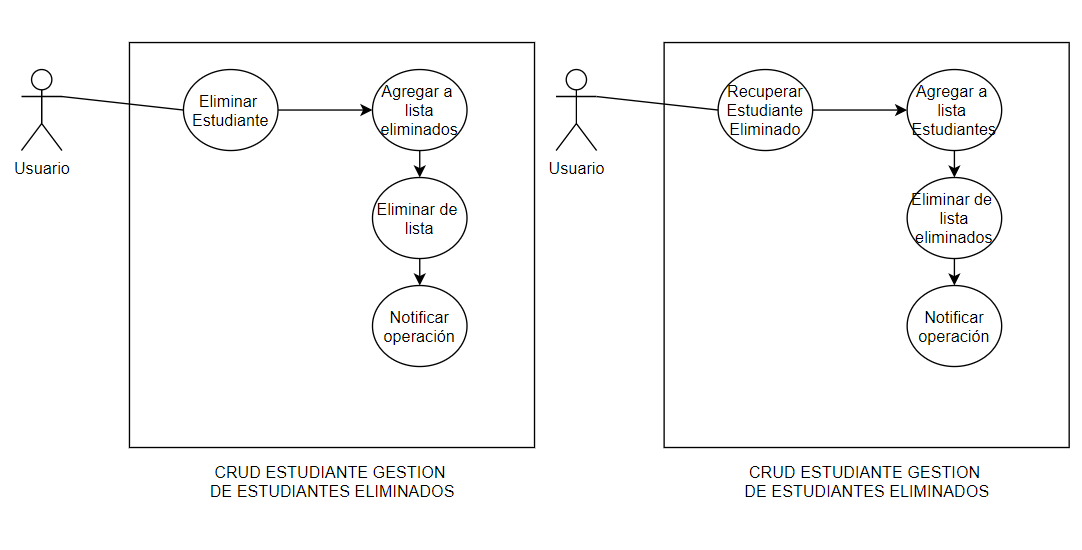 Usuario
Eliminar
Estudiante
Agregar a
lista
eliminados
Eliminar de
lista
Notificar
operación
CRUD ESTUDIANTE GESTION
DE ESTUDIANTES ELIMINADOS
Usuario
Recuperar
Estudiante
Eliminado
Agregar a
lista
Estudiantes
Eliminar de
lista
eliminados
Notificar
operación
CRUD ESTUDIANTE GESTION
DE ESTUDIANTES ELIMINADOS